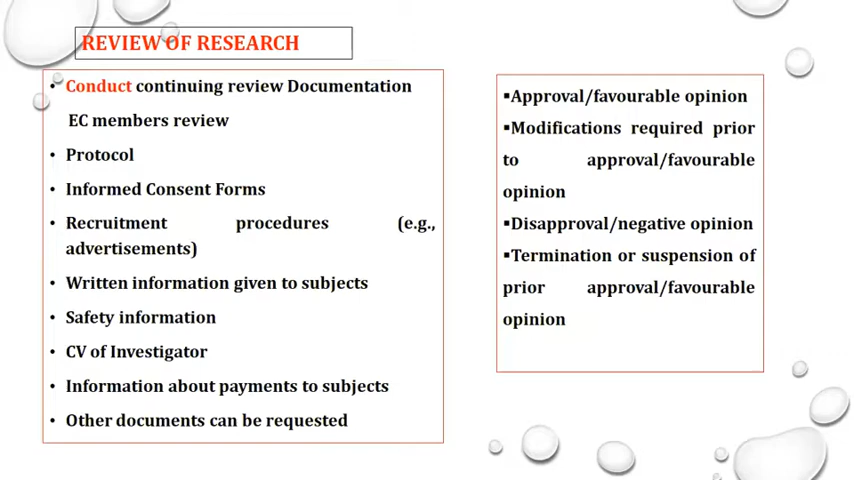 REVIEW OF RESEARCH
• Conduct continuing review Documentation
EC members review
• Protocol
• Informed Consent Forms
• Recruitment procedures (e.g.,
advertisements)
• Written information given to subjects
• Safety information
• CV of Investigator
• Information about payments to subjects
• Other documents can be requested
▪Approval/favourable opinion
▪Modifications required prior
to approval/favourable
opinion
▪Disapproval/negative opinion
▪Termination or suspension of
prior approval/favourable
opinion